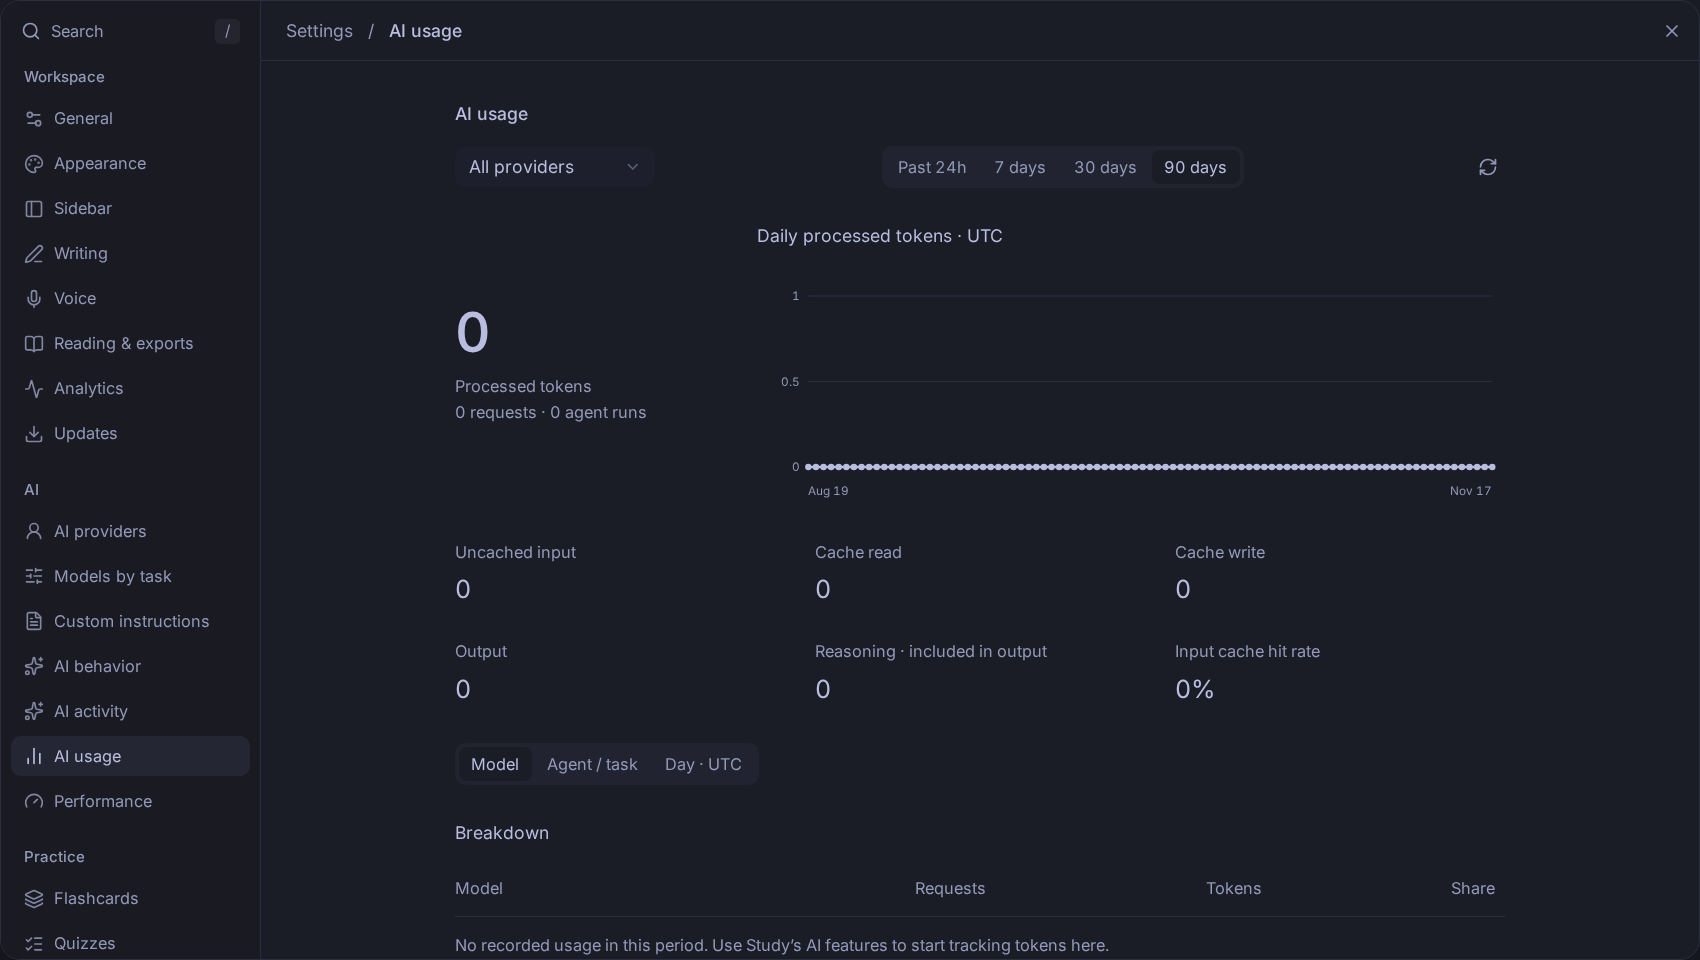 Search /
Workspace
General
Appearance
Sidebar
Writing
Voice
Reading & exports
Analytics
Updates
AI
AI providers
Models by task
Custom instructions
AI behavior
AI activity
AI usage
Performance
Practice
Flashcards
Quizzes
Settings / AI usage
AI usage
All providers
Past 24h 7 days 30 days 90 days
Daily processed tokens · UTC
0
Processed tokens
0 requests · 0 agent runs
1
0.5
0
Aug 19 Nov 17
Uncached input Cache read Cache write
0 0 0
Output Reasoning · included in output Input cache hit rate
0 0 0%
Model Agent / task Day · UTC
Breakdown
Model Requests Tokens Share
No recorded usage in this period. Use Study’s AI features to start tracking tokens here.